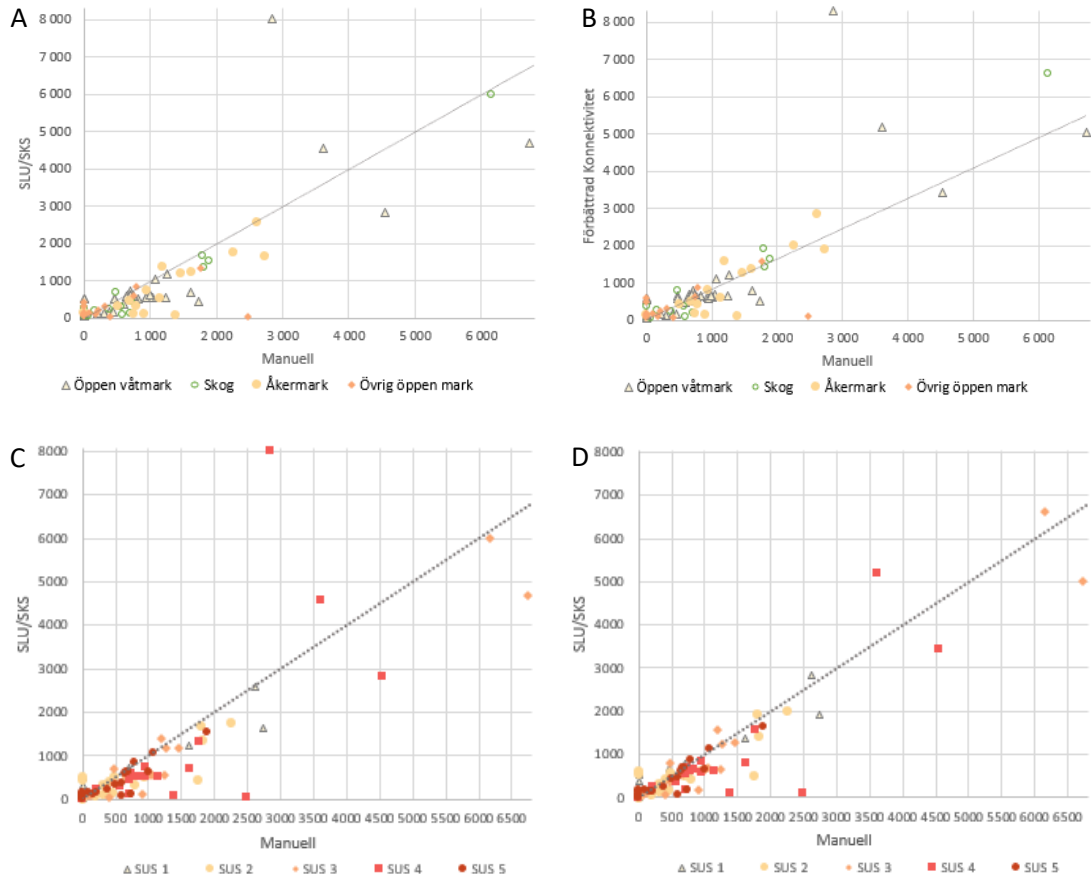 A
8 000
7 000
6 000
5 000
4 000
3 000
2 000
1 000
0
SLU/SKS
0 1 000 2 000 3 000 4 000 5 000 6 000
Manuell
Öppen våtmark Skog Åkermark Övrig öppen mark
B
8 000
7 000
6 000
5 000
4 000
3 000
2 000
1 000
0
Förbättrad Konnektivitet
0 1 000 2 000 3 000 4 000 5 000 6 000
Manuell
Öppen våtmark Skog Åkermark Övrig öppen mark
C
8000
7000
6000
5000
4000
3000
2000
1000
0
SLU/SKS
0 500 1000 1500 2000 2500 3000 3500 4000 4500 5000 5500 6000 6500
Manuell
SUS 1 SUS 2 SUS 3 SUS 4 SUS 5
D
8000
7000
6000
5000
4000
3000
2000
1000
0
SLU/SKS
0 500 1000 1500 2000 2500 3000 3500 4000 4500 5000 5500 6000 6500
Manuell
SUS 1 SUS 2 SUS 3 SUS 4 SUS 5